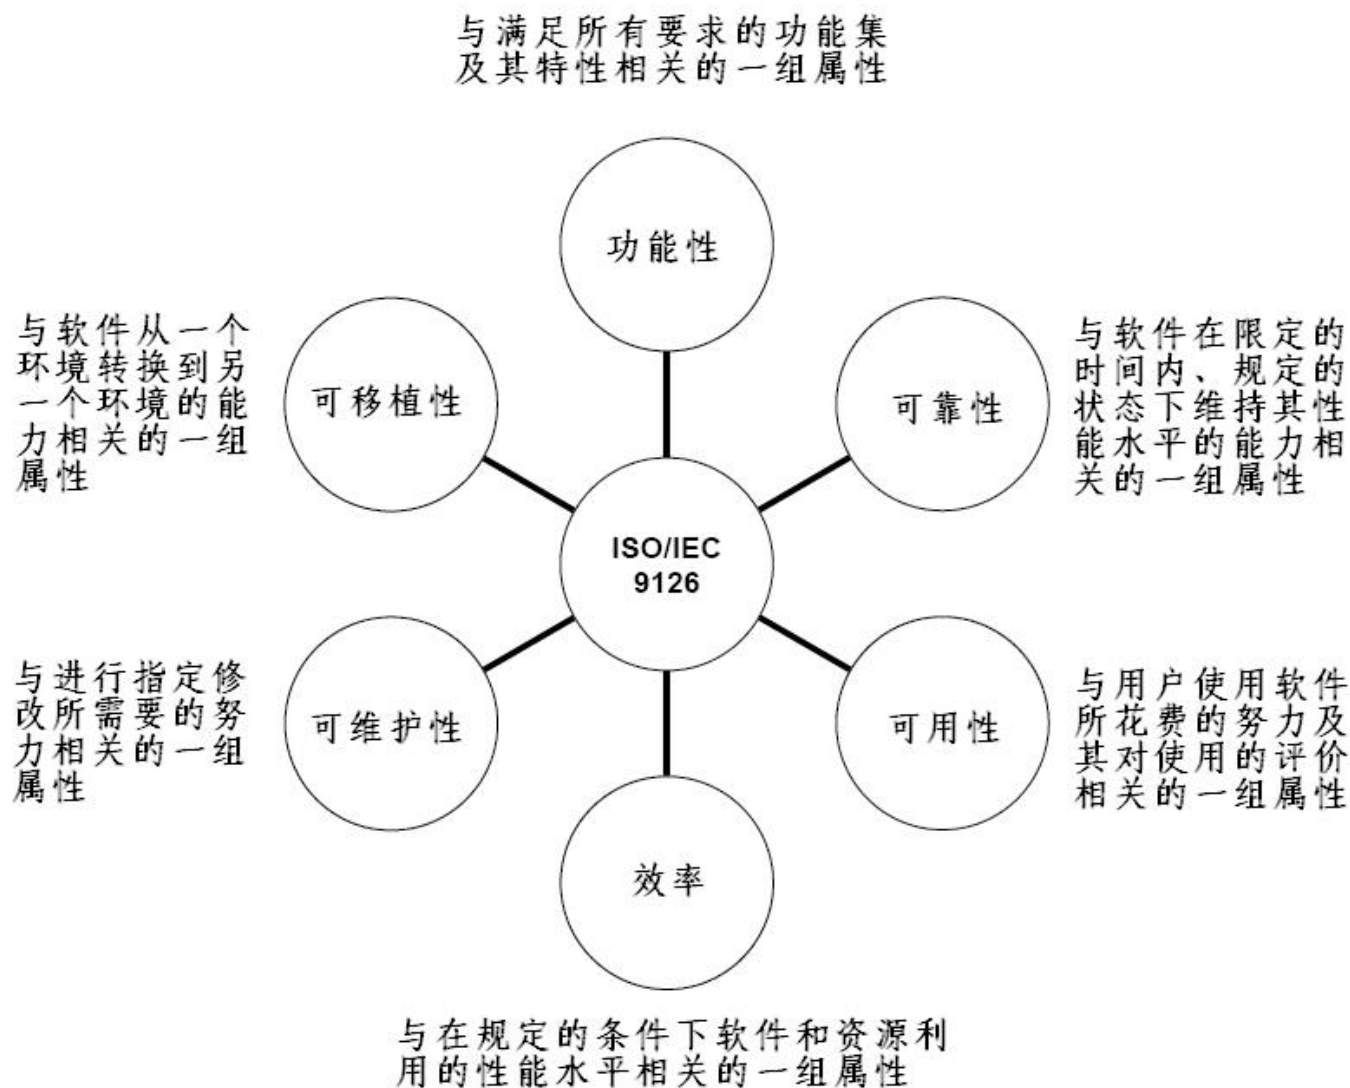 与满足所有要求的功能集
及其特性相关的一组属性
功能性
与软件从一个
环境转换到另
一个环境的能
力相关的一组
属性
可移植性
可靠性
与软件在限定的
时间内、规定的
状态下维持其性
能水平的能力相
关的一组属性
ISO/IEC
9126
与进行指定修
改所需要的努
力相关的一组
属性
可维护性
可用性
与用户使用软件
所花费的努力及
其对使用的评价
相关的一组属性
效率
与在规定的条件下软件和资源利
用的性能水平相关的一组属性